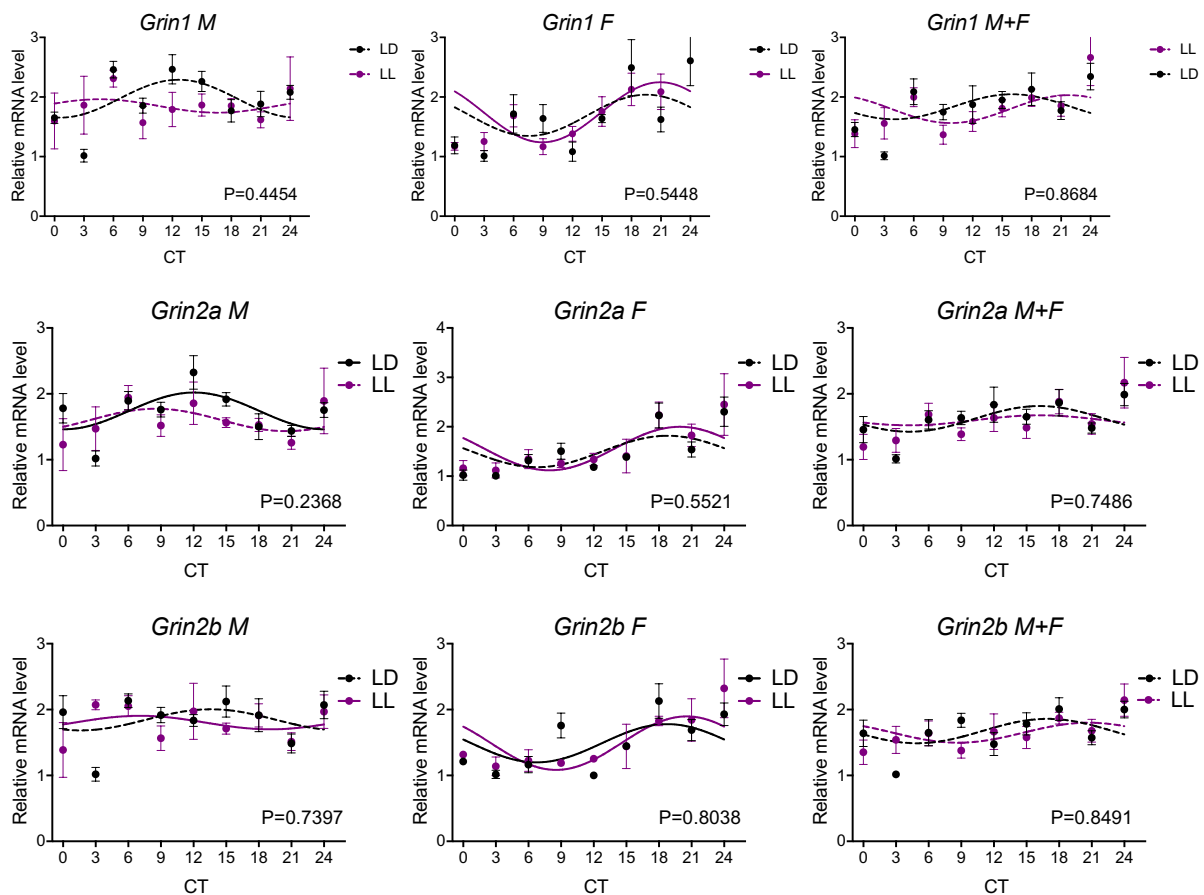 Grin1 M
Relative mRNA level
3
2
1
0
0 3 6 9 12 15 18 21 24
CT
LD
LL
P=0.4454
Grin1 F
Relative mRNA level
3
2
1
0
0 3 6 9 12 15 18 21 24
CT
LD
LL
P=0.5448
Grin1 M+F
Relative mRNA level
3
2
1
0
0 3 6 9 12 15 18 21 24
CT
LL
LD
P=0.8684
Grin2a M
Relative mRNA level
3
2
1
0
0 3 6 9 12 15 18 21 24
CT
LD
LL
P=0.2368
Grin2a F
Relative mRNA level
4
3
2
1
0
0 3 6 9 12 15 18 21 24
CT
LD
LL
P=0.5521
Grin2a M+F
Relative mRNA level
3
2
1
0
0 3 6 9 12 15 18 21 24
CT
LD
LL
P=0.7486
Grin2b M
Relative mRNA level
3
2
1
0
0 3 6 9 12 15 18 21 24
CT
LD
LL
P=0.7397
Grin2b F
Relative mRNA level
3
2
1
0
0 3 6 9 12 15 18 21 24
CT
LD
LL
P=0.8038
Grin2b M+F
Relative mRNA level
3
2
1
0
0 3 6 9 12 15 18 21 24
CT
LD
LL
P=0.8491